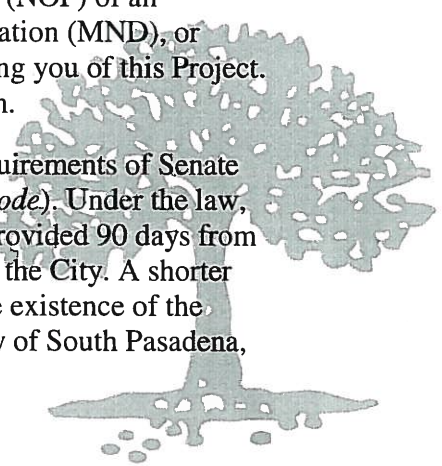 (NOP) of an
ation (MND), or
ng you of this Project.
n.
uirements of Senate
ode). Under the law,
rovided 90 days from
the City. A shorter
e existence of the
y of South Pasadena,